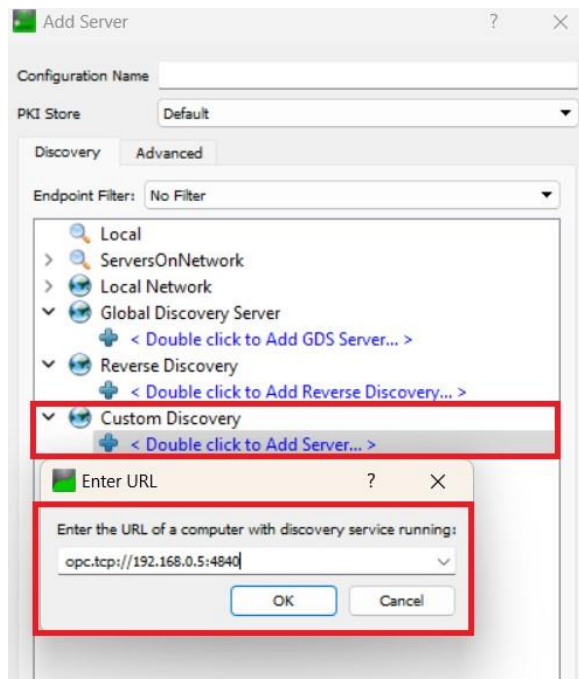 Add Server
Configuration Name
PKI Store Default
Discovery Advanced
Endpoint Filter: No Filter
Local
ServersOnNetwork
Local Network
Global Discovery Server
< Double click to Add GDS Server... >
Reverse Discovery
< Double click to Add Reverse Discovery... >
Custom Discovery
< Double click to Add Server... >
Enter URL
Enter the URL of a computer with discovery service running:
opc.tcp://192.168.0.5:4840
OK Cancel